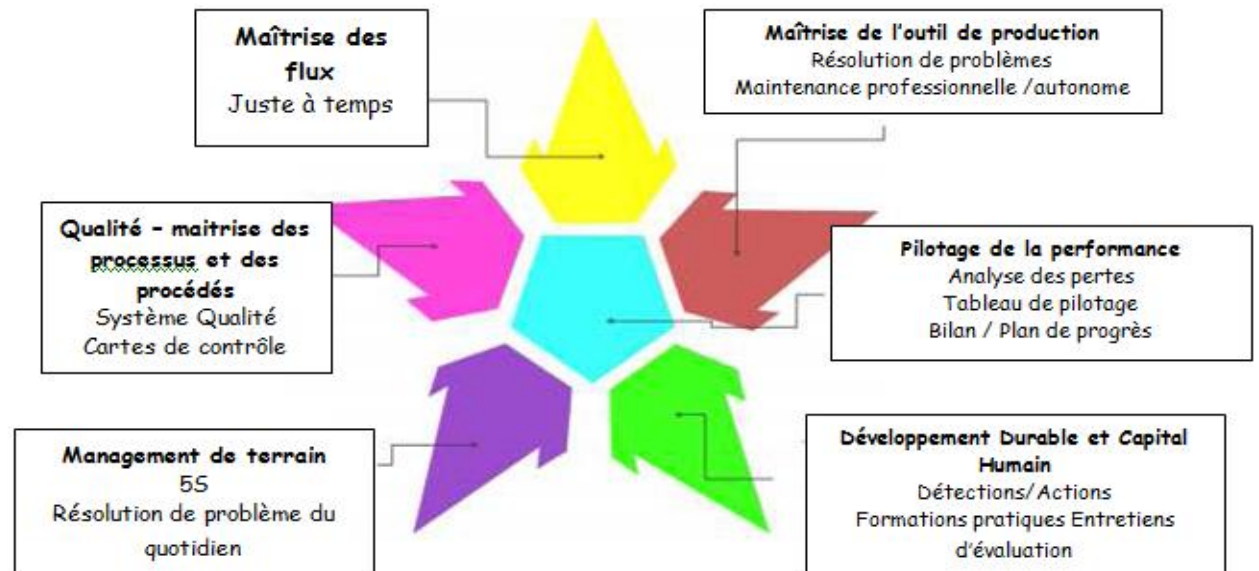 Maîtrise des
flux
Juste à temps
Maîtrise de l'outil de production
Résolution de problèmes
Maintenance professionnelle /autonome
Qualité - maitrise des
processus et des
procédés
Système Qualité
Cartes de contrôle
Pilotage de la performance
Analyse des pertes
Tableau de pilotage
Bilan / Plan de progrès
Management de terrain
5S
Résolution de problème du
quotidien
Développement Durable et Capital
Humain
Détections/Actions
Formations pratiques Entretiens
d'évaluation